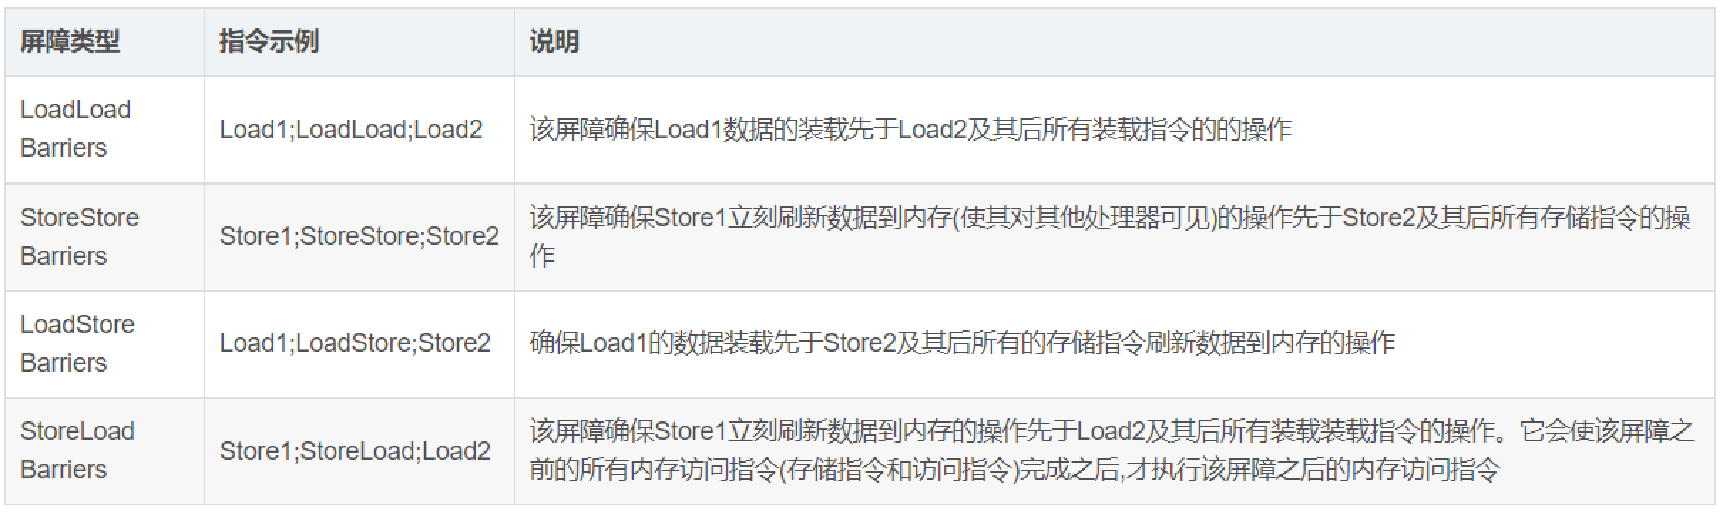 屏障类型 指令示例 说明
LoadLoad
Barriers
Load1;LoadLoad;Load2
该屏障确保Load1数据的装载先于Load2及其后所有装载指令的的操作
StoreStore
Barriers
Store1;StoreStore;Store2
该屏障确保Store1立刻刷新数据到内存(使其对其他处理器可见)的操作先于Store2及其后所有存储指令的操
作
LoadStore
Barriers
Load1;LoadStore;Store2
确保Load1的数据装载先于Store2及其后所有的存储指令刷新数据到内存的操作
StoreLoad
Barriers
Store1;StoreLoad;Load2
该屏障确保Store1立刻刷新数据到内存的操作先于Load2及其后所有装载装载指令的操作。它会使该屏障之
前的所有内存访问指令(存储指令和访问指令)完成之后,才执行该屏障之后的内存访问指令